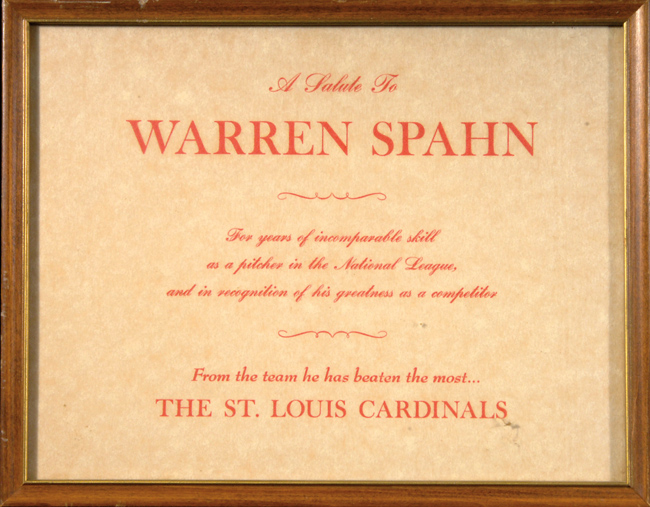 A Salute To
WARREN SPAHN
For years of incomparable skill
as a pitcher in the National League,
and in recognition of his greatness as a competitor
From the team he has beaten the most...
THE ST. LOUIS CARDINALS